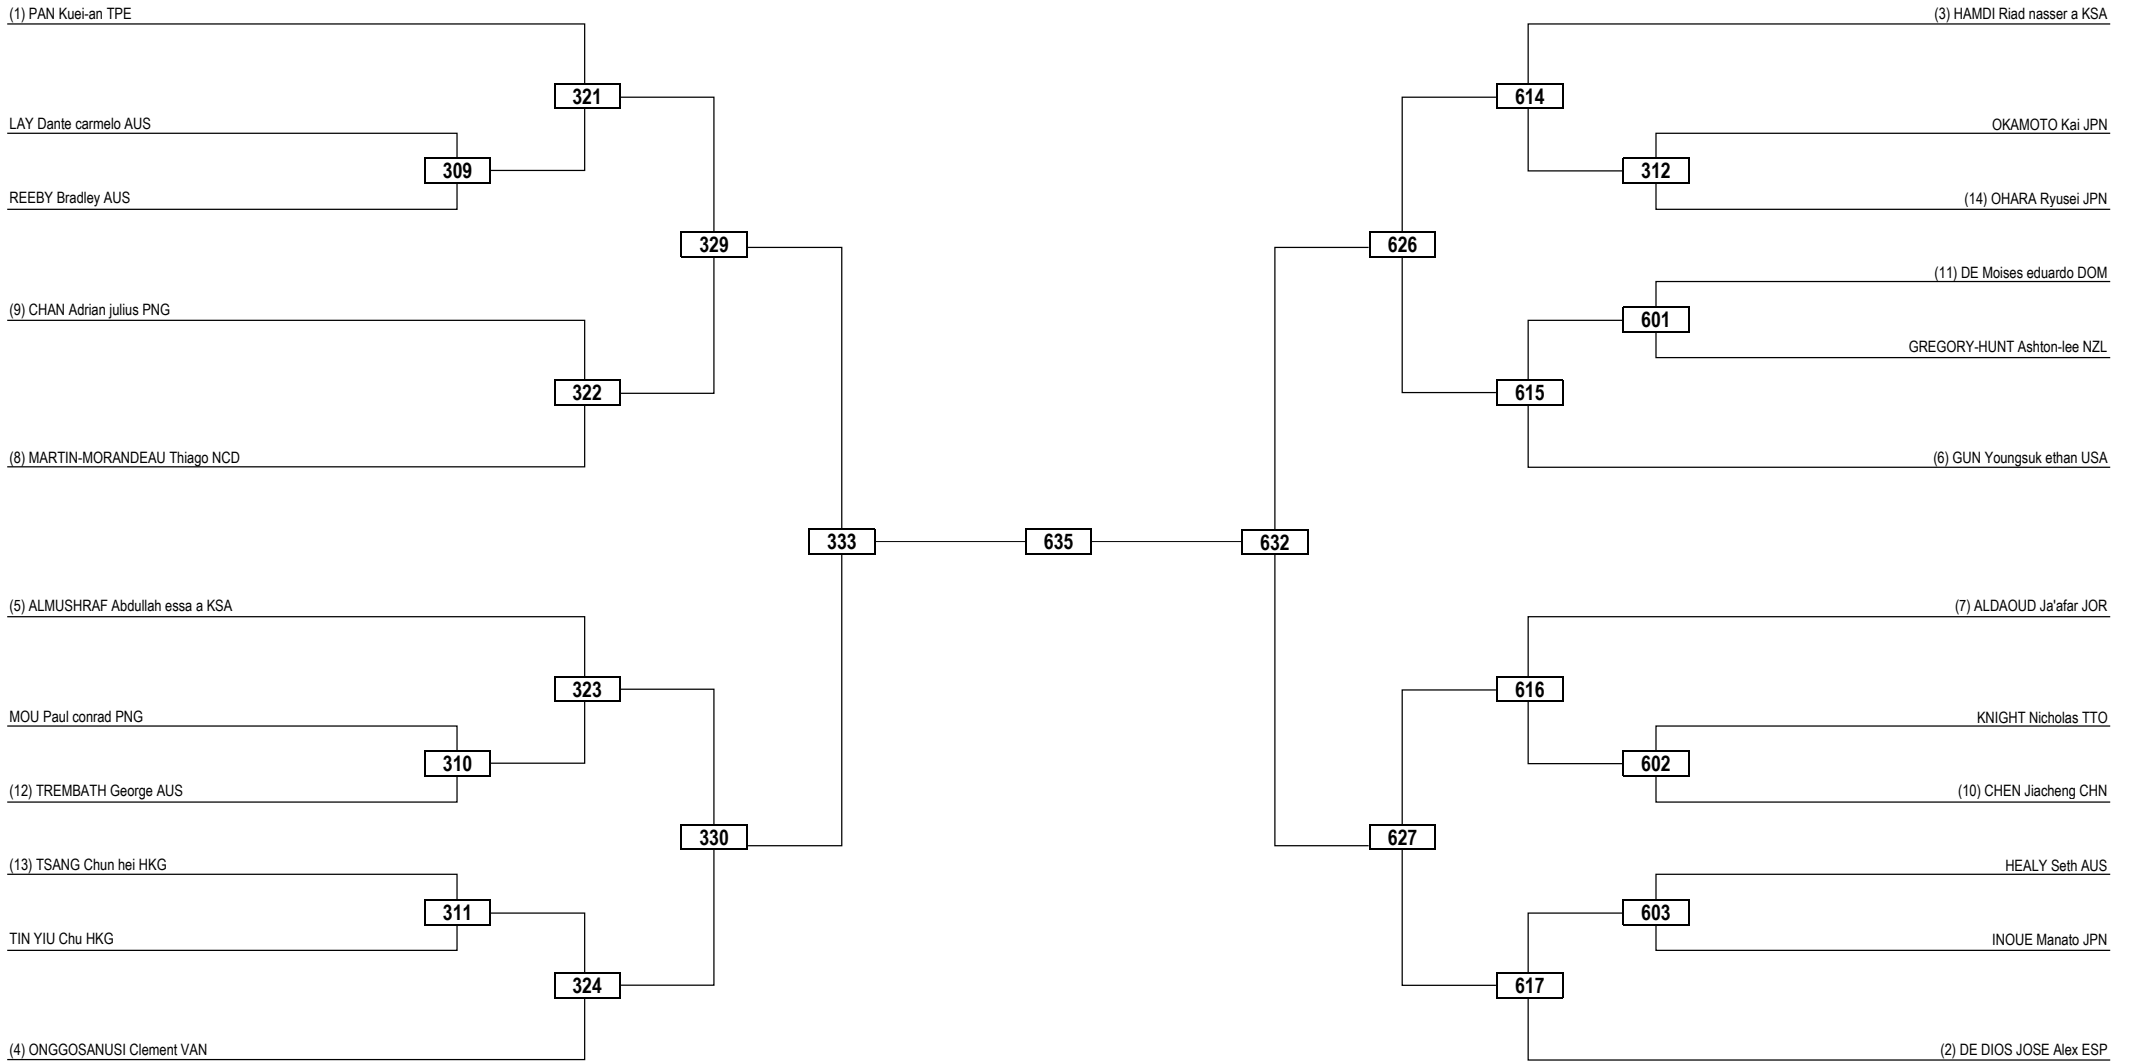 (1) PAN Kuei-an TPE
321
LAY Dante carmelo AUS
309
REEBY Bradley AUS
329
(9) CHAN Adrian julius PNG
322
(8) MARTIN-MORANDEAU Thiago NCD
333
(5) ALMUSHRAF Abdullah essa a KSA
323
MOU Paul conrad PNG
310
(12) TREMBATH George AUS
330
(13) TSANG Chun hei HKG
311
TIN YIU Chu HKG
324
(4) ONGGOSANUSI Clement VAN
635
(3) HAMDI Riad nasser a KSA
614
OKAMOTO Kai JPN
312
(14) OHARA Ryusei JPN
626
(11) DE Moises eduardo DOM
601
GREGORY-HUNT Ashton-lee NZL
615
(6) GUN Youngsuk ethan USA
632
(7) ALDAOUD Ja'afar JOR
616
KNIGHT Nicholas TTO
602
(10) CHEN Jiacheng CHN
627
HEALY Seth AUS
603
INOUE Manato JPN
617
(2) DE DIOS JOSE Alex ESP